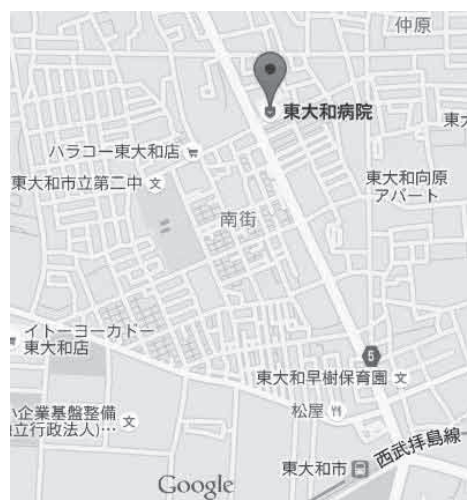 仲原
東大和病院
ハラコー東大和店
東大和市立第二中
東大和向原
アパート
南街
イトーヨーカドー
東大和店
5
東大和早樹保育園
小企業基盤整備
立行政法人)…
松屋
西武拝島線
東大和市
Google